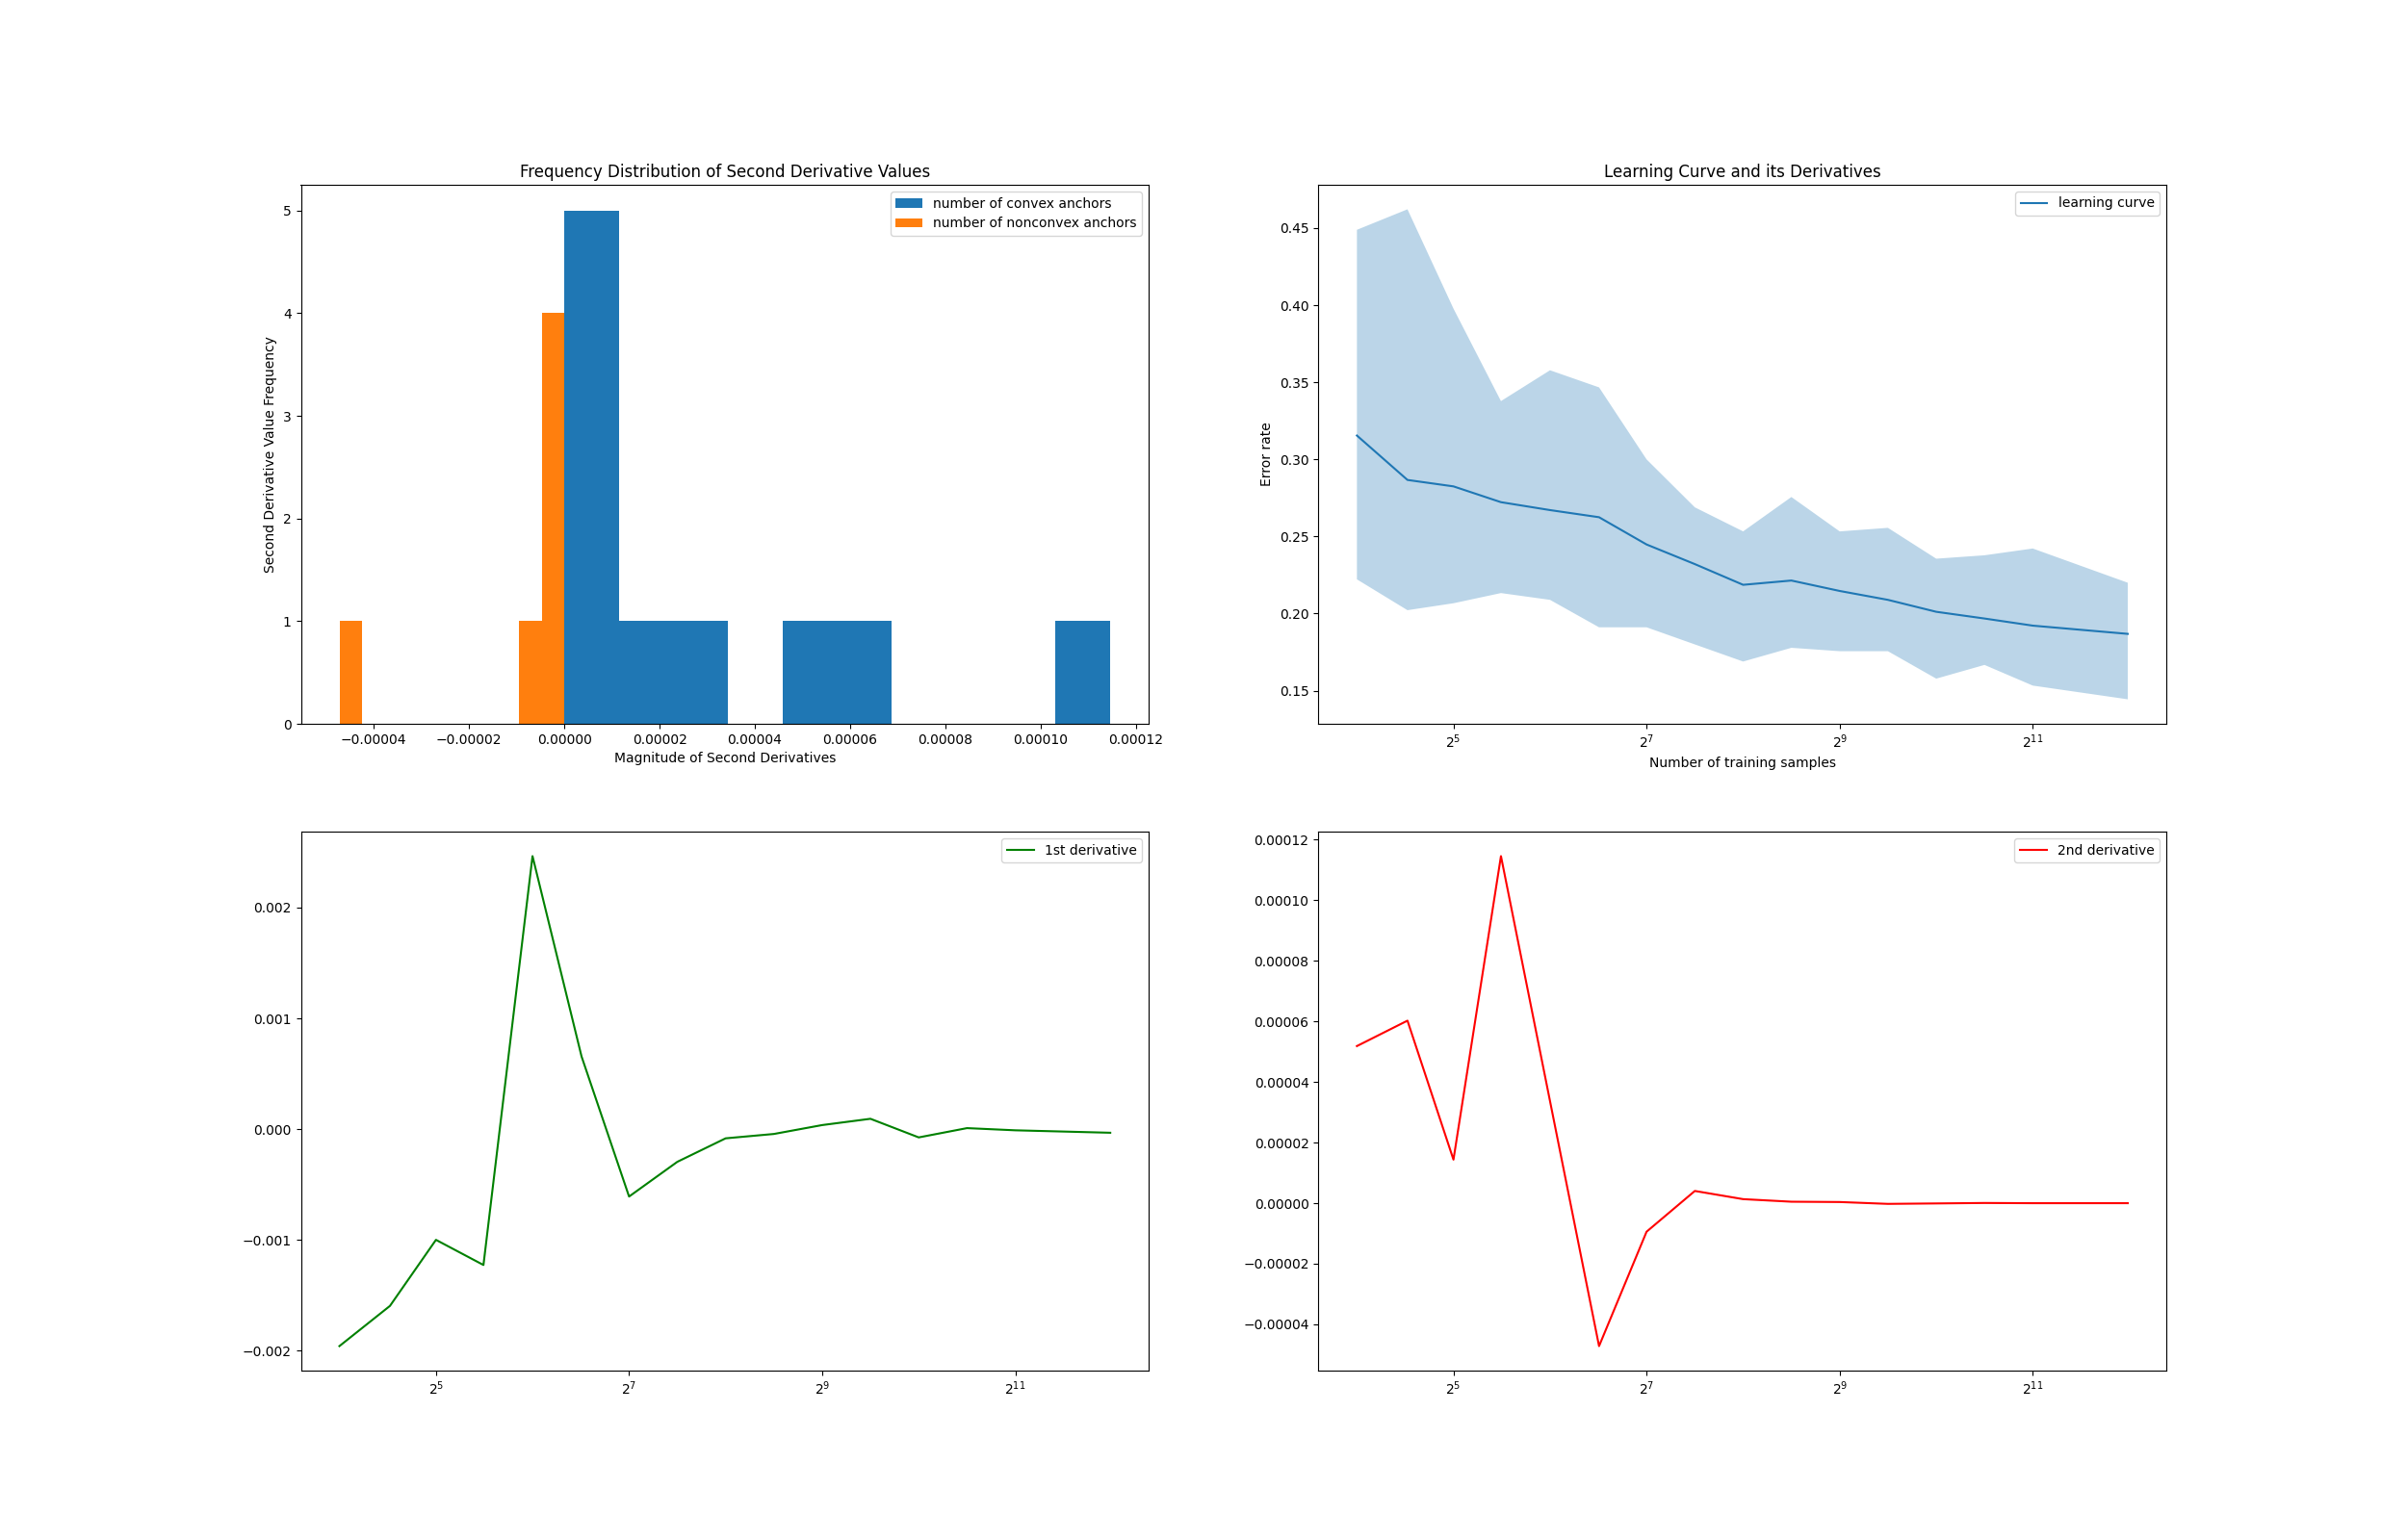 Frequency Distribution of Second Derivative Values
number of convex anchors
number of nonconvex anchors
5
4
3
2
1
0
Second Derivative Value Frequency
−0.00004 −0.00002 0.00000 0.00002 0.00004 0.00006 0.00008 0.00010 0.00012
Magnitude of Second Derivatives
Learning Curve and its Derivatives
learning curve
0.45
0.40
0.35
0.30
0.25
0.20
0.15
Error rate
2⁵ 2⁷ 2⁹ 2¹¹
Number of training samples
1st derivative
0.002
0.001
0.000
−0.001
−0.002
2⁵ 2⁷ 2⁹ 2¹¹
2nd derivative
0.00012
0.00010
0.00008
0.00006
0.00004
0.00002
0.00000
−0.00002
−0.00004
2⁵ 2⁷ 2⁹ 2¹¹